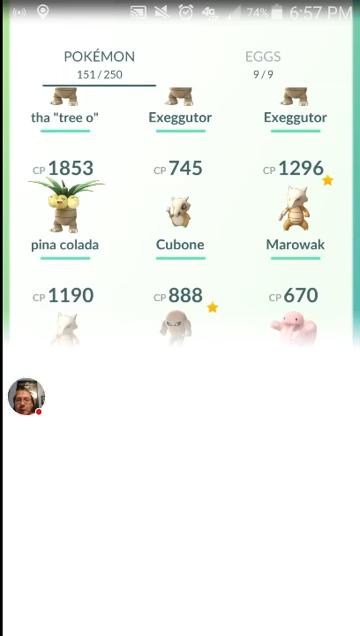 4G 74% 6:57 PM
POKÉMON EGGS
151 / 250 9 / 9
tha "tree o" Exeggutor Exeggutor
CP 1853 CP 745 CP 1296
pina colada Cubone Marowak
CP 1190 CP 888 CP 670